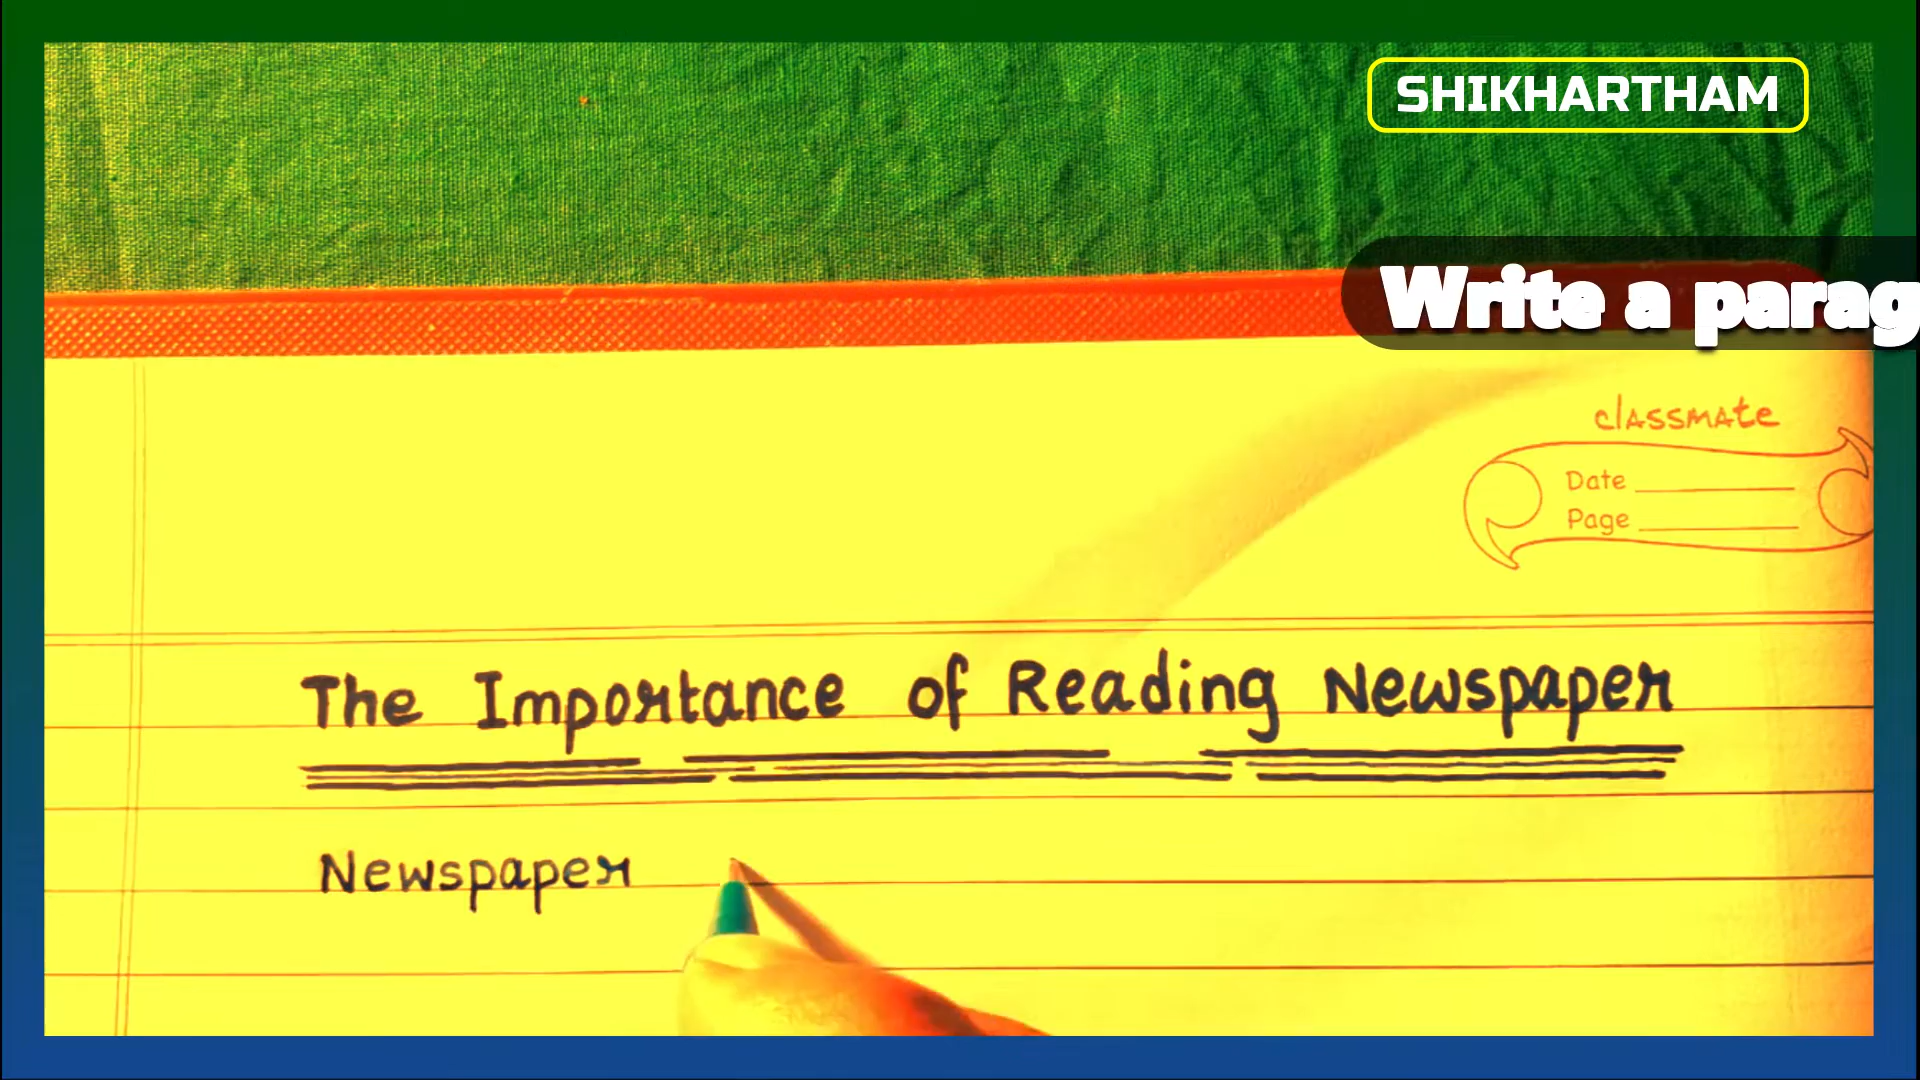 SHIKHARTHAM
Write a parag
classmate
Date
Page
The Importance of Reading Newspaper
Newspaper